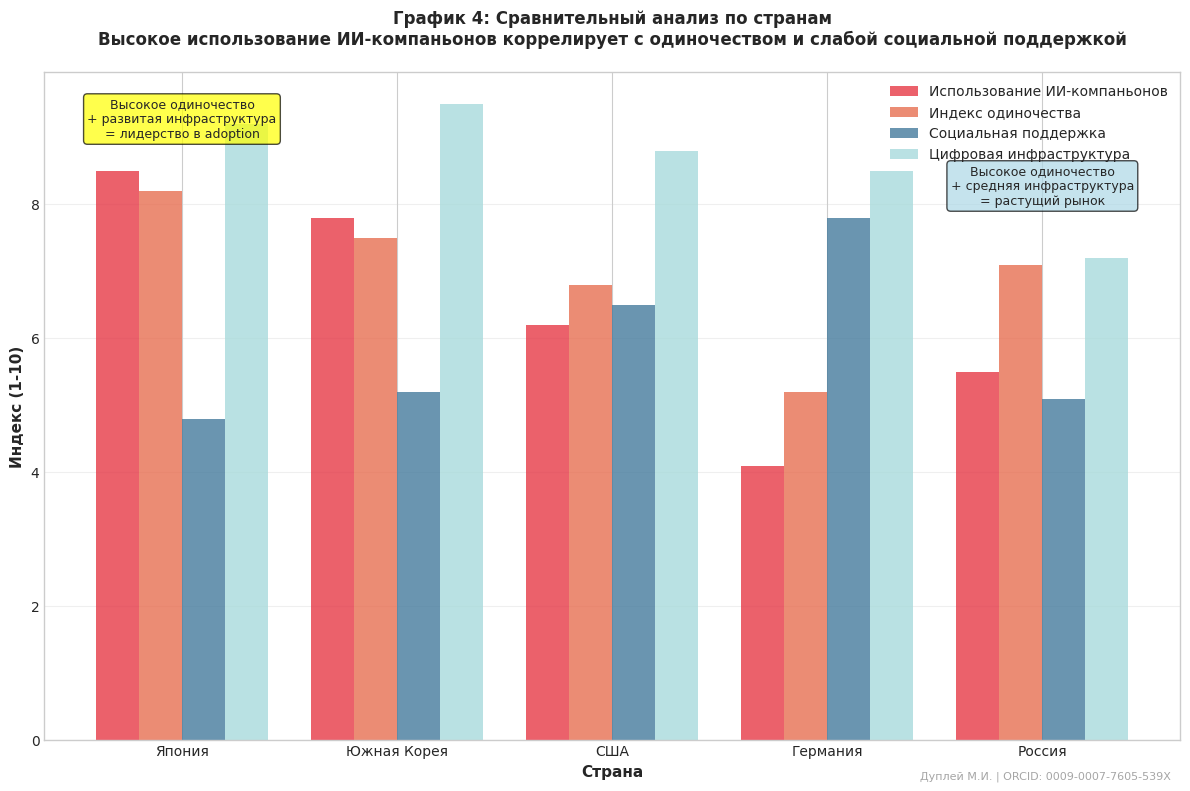 График 4: Сравнительный анализ по странам
Высокое использование ИИ-компаньонов коррелирует с одиночеством и слабой социальной поддержкой
Высокое одиночество
+ развитая инфраструктура
= лидерство в adoption
Использование ИИ-компаньонов
Индекс одиночества
Социальная поддержка
Цифровая инфраструктура
Высокое одиночество
+ средняя инфраструктура
= растущий рынок
Индекс (1-10)
8
6
4
2
0
Япония
Южная Корея
США
Германия
Россия
Страна
Дуплей М.И. | ORCID: 0009-0007-7605-539X